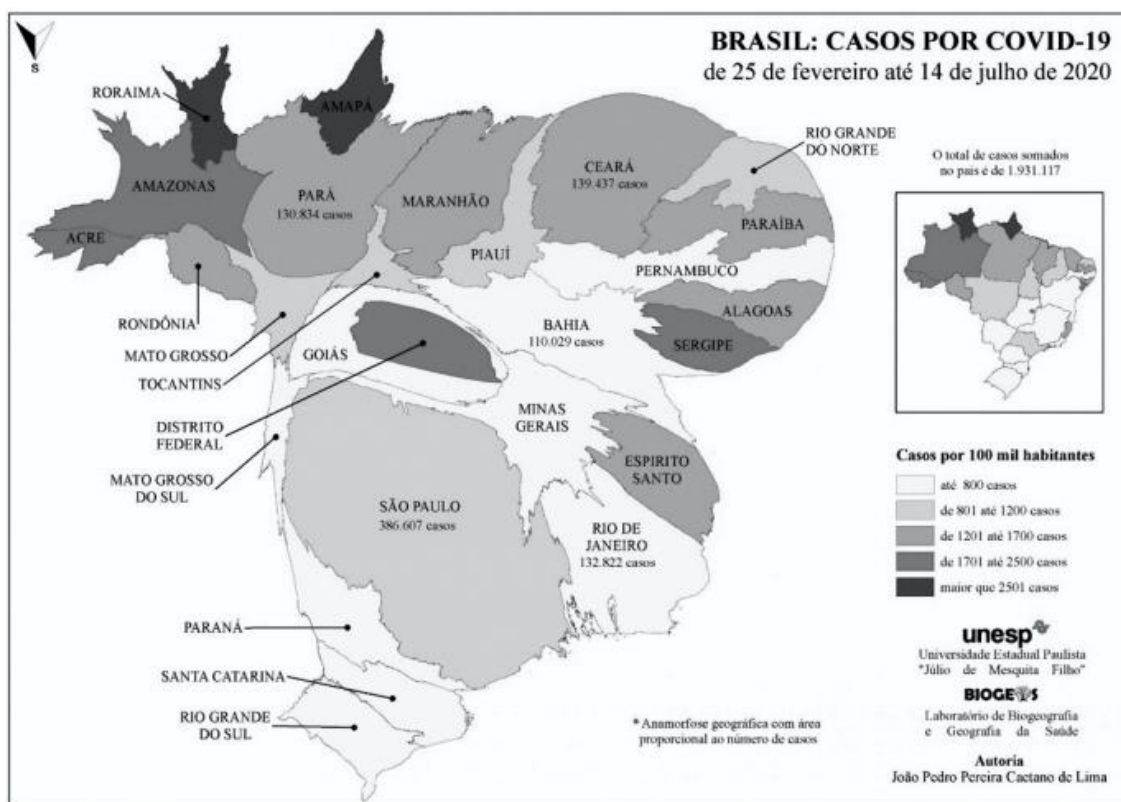 S
BRASIL: CASOS POR COVID-19
de 25 de fevereiro até 14 de julho de 2020
RORAIMA
AMAPÁ
RIO GRANDE
DO NORTE
CEARÁ
139.437 casos
O total de casos somados
no país é de 1.931.117
AMAZONAS
PARÁ
130.834 casos
MARANHÃO
PARAÍBA
ACRE
PIAUÍ
PERNAMBUCO
RONDÔNIA
ALAGOAS
BAHIA
110.029 casos
SERGIPE
MATO GROSSO
GOIÁS
TOCANTINS
MINAS
GERAIS
DISTRITO
FEDERAL
ESPIRITO
SANTO
MATO GROSSO
DO SUL
SÃO PAULO
386.607 casos
RIO DE
JANEIRO
132.822 casos
Casos por 100 mil habitantes
até 800 casos
de 801 até 1200 casos
de 1201 até 1700 casos
de 1701 até 2500 casos
maior que 2501 casos
PARANÁ
SANTA CATARINA
RIO GRANDE
DO SUL
unesp
Universidade Estadual Paulista
"Júlio de Mesquita Filho"
BIOGEOS
Laboratório de Biogeografia
e Geografia da Saúde
* Anamorfose geográfica com área
proporcional ao número de casos
Autoria
João Pedro Pereira Caetano de Lima